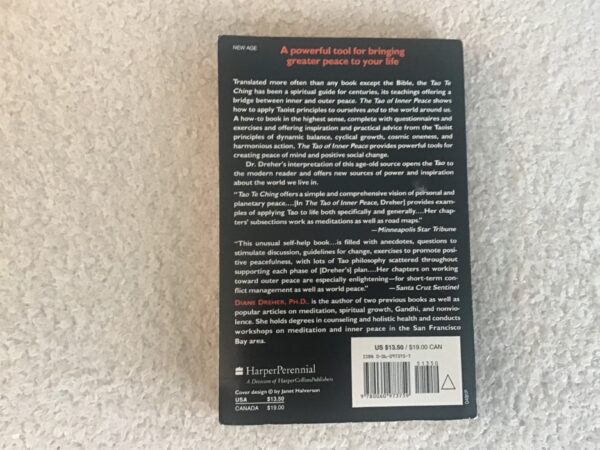 NEW AGE
A powerful tool for bringing
greater peace to your life
Translated more often than any book except the Bible, the Tao Te
Ching has been a spiritual guide for centuries, its teachings offering a
bridge between inner and outer peace. The Tao of Inner Peace shows
how to apply Taoist principles to ourselves and to the world around us.
A how-to book in the highest sense, complete with questionnaires and
exercises and offering inspiration and practical advice from the Taoist
principles of dynamic balance, cyclical growth, cosmic oneness, and
harmonious action, The Tao of Inner Peace provides powerful tools for
creating peace of mind and positive social change.
Dr. Dreher's interpretation of this age-old source opens the Tao to
the modern reader and offers new sources of power and inspiration
about the world we live in.
"Tao Te Ching offers a simple and comprehensive vision of personal and
planetary peace....[In The Tao of Inner Peace, Dreher] provides exam-
ples of applying Tao to life both specifically and generally....Her chap-
ters' subsections work as meditations as well as road maps."
—Minneapolis Star Tribune
"This unusual self-help book...is filled with anecdotes, questions to
stimulate discussion, guidelines for change, exercises to promote posi-
tive peacefulness, with lots of Tao philosophy scattered throughout
supporting each phase of [Dreher's] plan....Her chapters on working
toward outer peace are especially enlightening—for short-term con-
flict management as well as world peace." —Santa Cruz Sentinel
DIANE DREHER, PH.D., is the author of two previous books as well as
popular articles on meditation, spiritual growth, Gandhi, and nonvio-
lence. She holds degrees in counseling and holistic health and conducts
workshops on meditation and inner peace in the San Francisco
Bay area.
US $13.50 / $19.00 CAN
ISBN 0-06-097375-7
51350
9 780060 973759
HarperPerennial
A Division of HarperCollinsPublishers
Cover design © by Janet Halverson
USA $13.50
CANADA $19.00